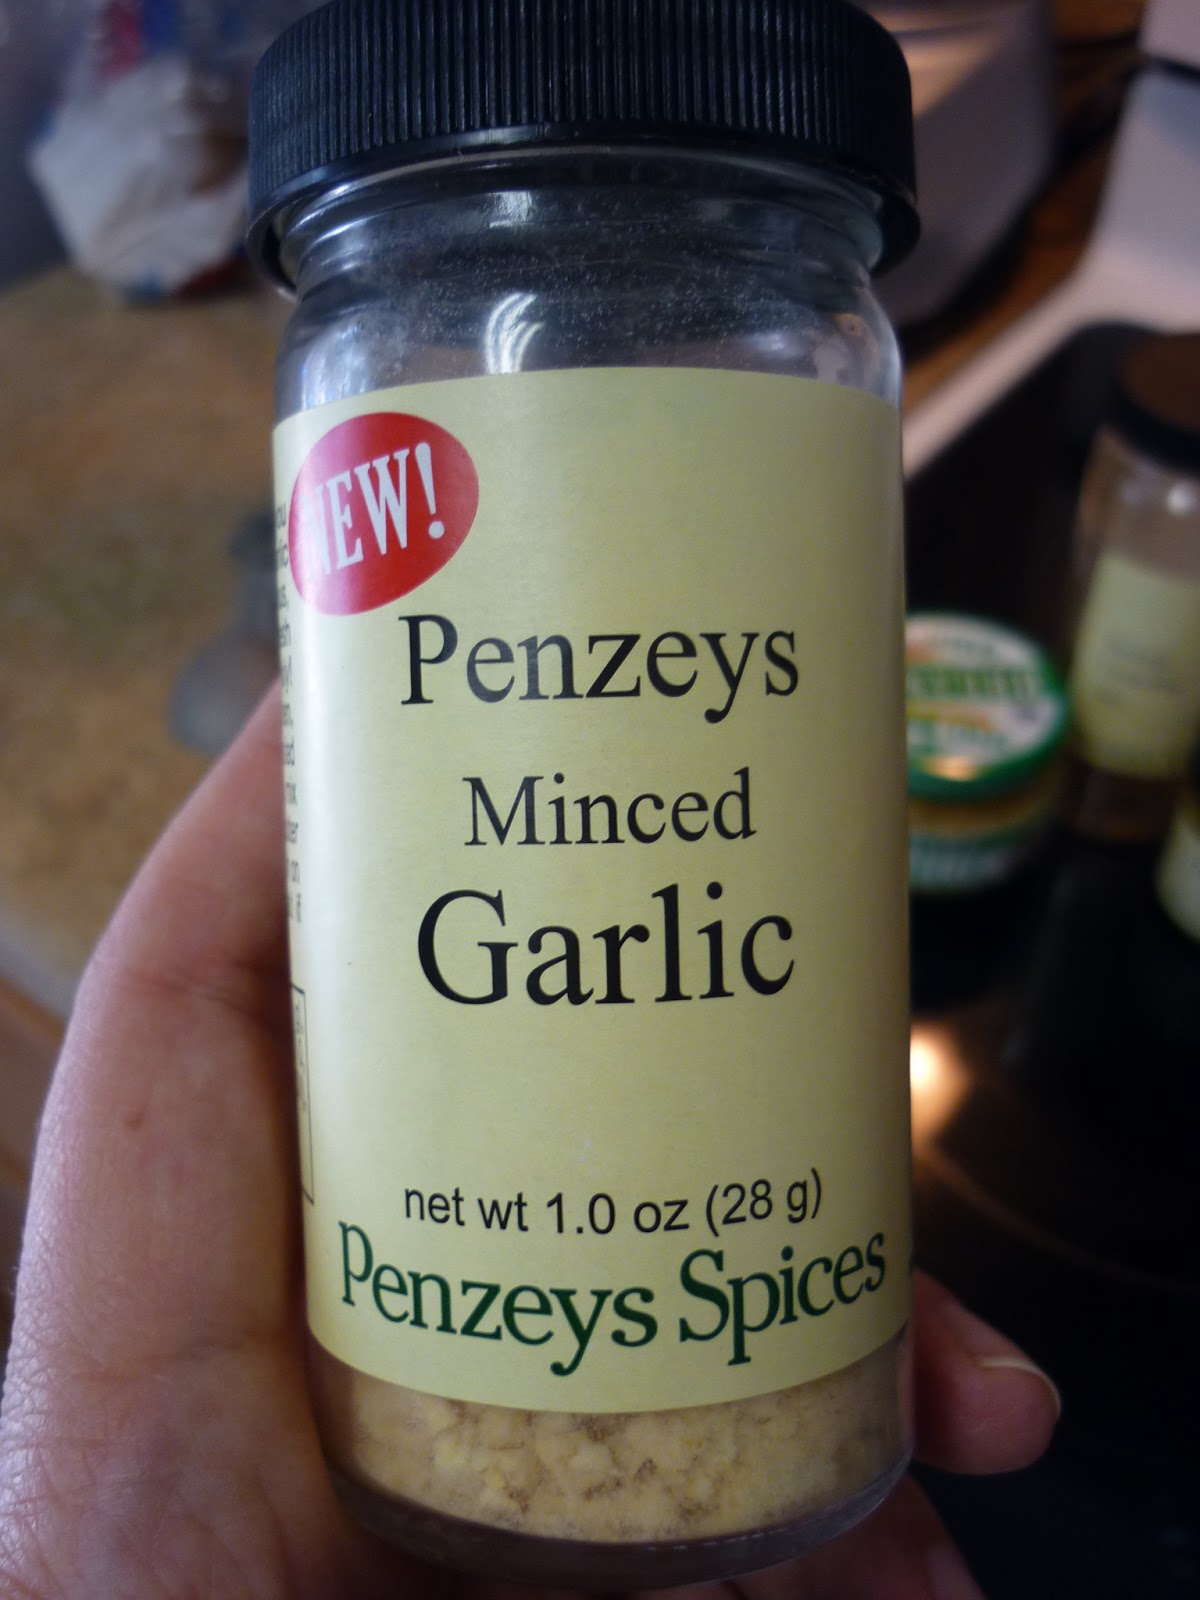 NEW!
Penzeys
Minced
Garlic
net wt 1.0 oz (28 g)
Penzeys Spices